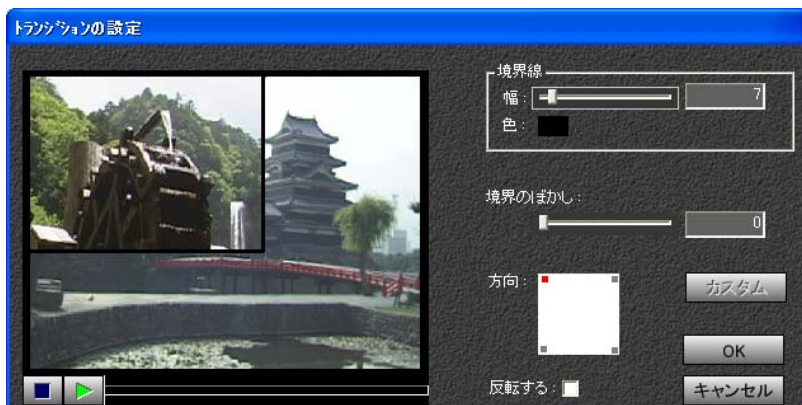 トランジションの設定
境界線
幅： 7
色：
境界のぼかし：
0
方向：
カスタム
OK
反転する：
キャンセル